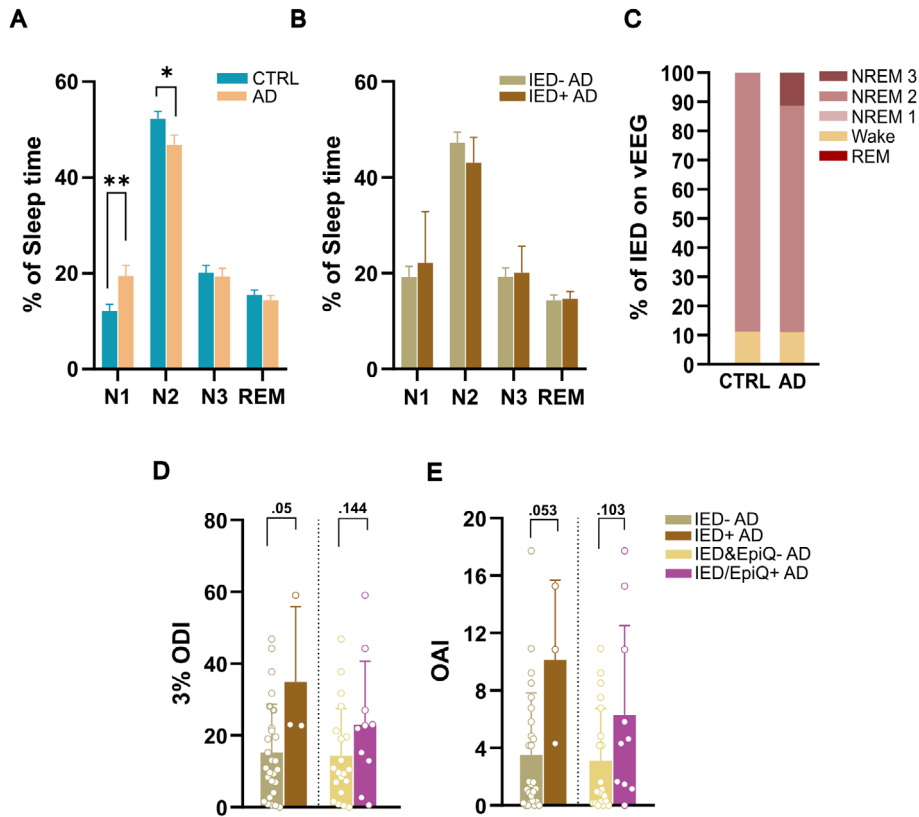 A
B
C
CTRL
AD
IED- AD
IED+ AD
NREM 3
NREM 2
NREM 1
Wake
REM
% of Sleep time
60
40
20
0
**
*
N1 N2 N3 REM
% of Sleep time
60
40
20
0
N1 N2 N3 REM
% of IED on vEEG
100
90
80
70
60
50
40
30
20
10
0
CTRL AD
D
E
3% ODI
80
60
40
20
0
.05 .144
OAI
20
16
12
8
4
0
.053 .103
IED- AD
IED+ AD
IED&EpiQ- AD
IED/EpiQ+ AD